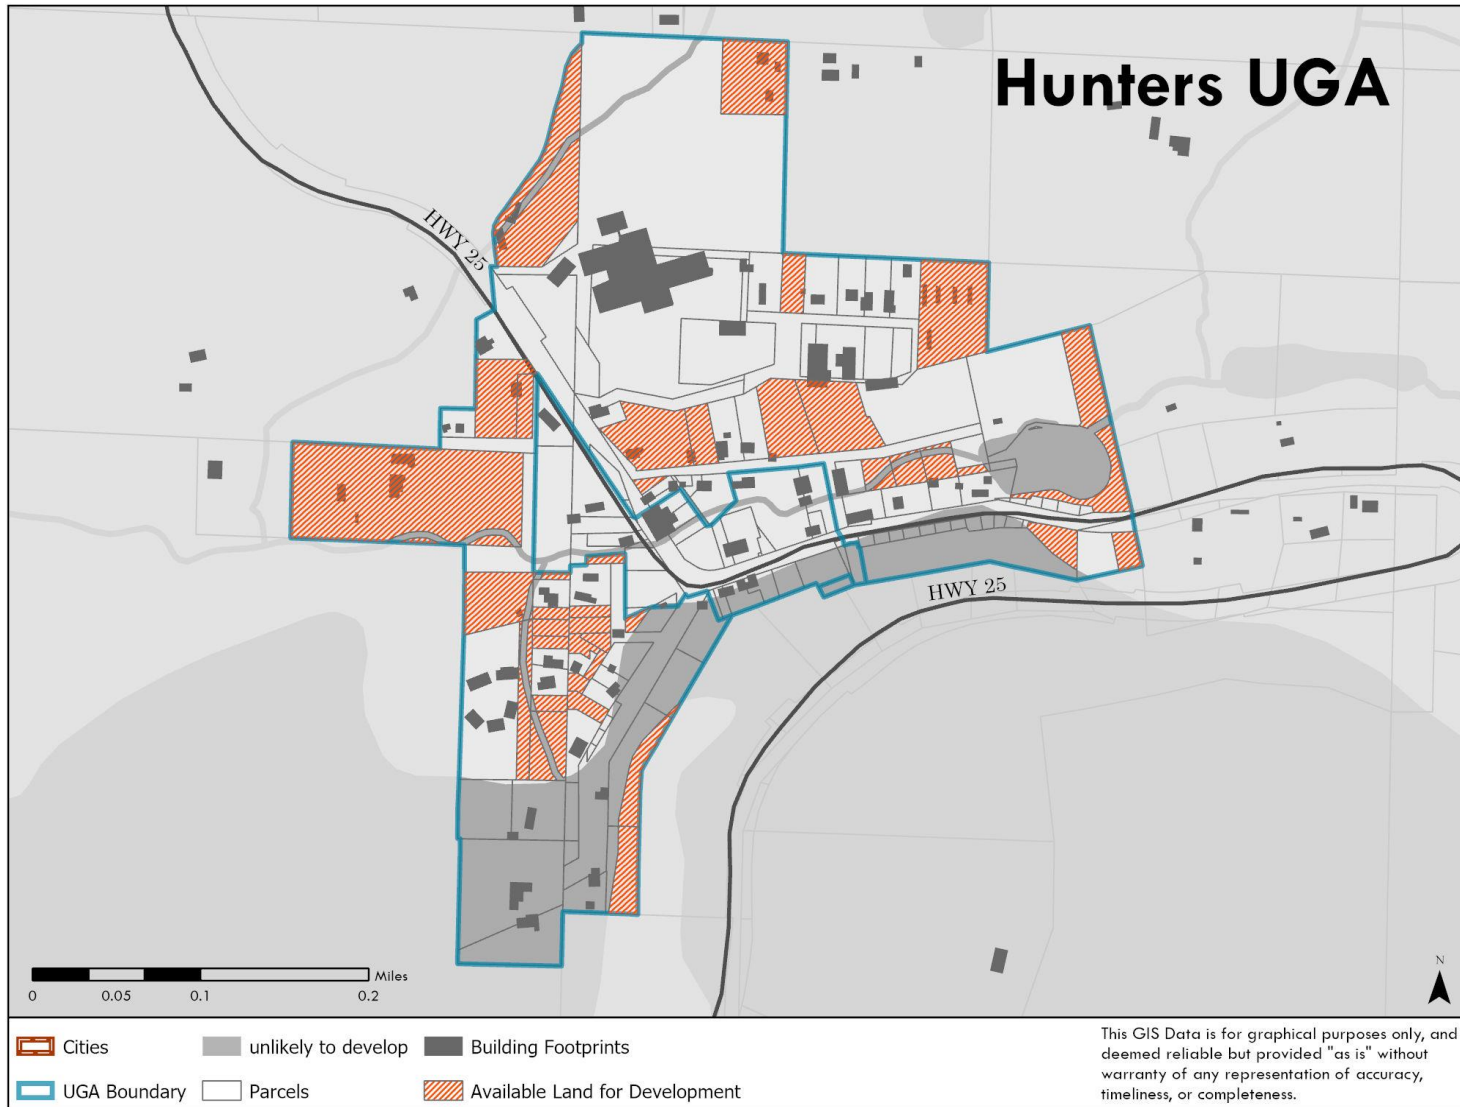 Hunters UGA
HWY 25
HWY 25
Miles
0 0.05 0.1 0.2
N
Cities
unlikely to develop
Building Footprints
UGA Boundary
Parcels
Available Land for Development
This GIS Data is for graphical purposes only, and
deemed reliable but provided "as is" without
warranty of any representation of accuracy,
timeliness, or completeness.